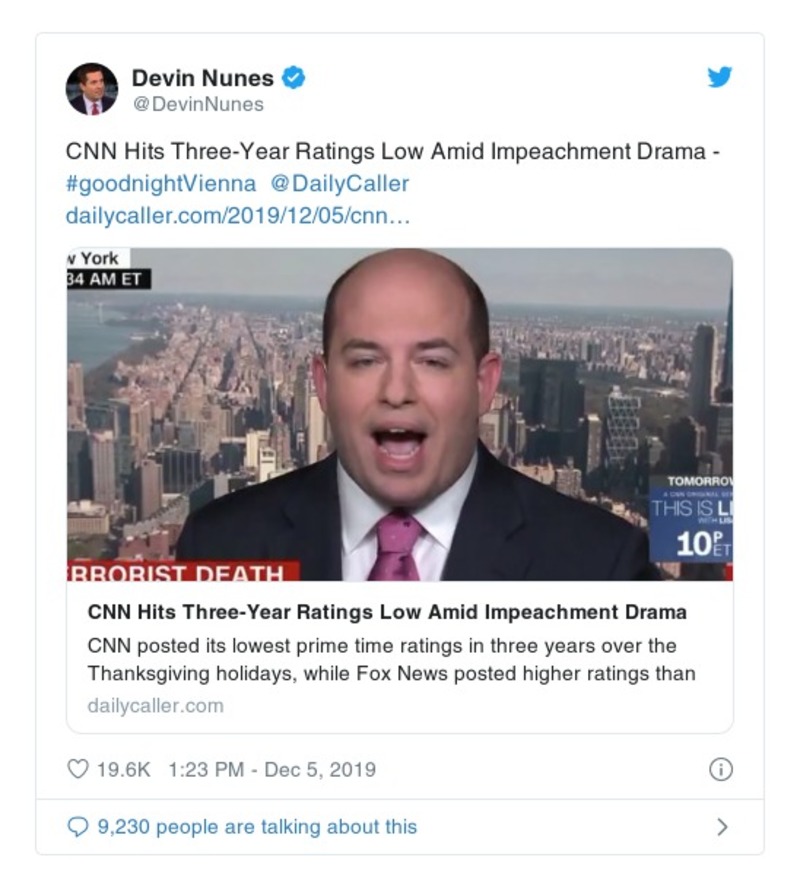 Devin Nunes
@DevinNunes
CNN Hits Three-Year Ratings Low Amid Impeachment Drama -
#goodnightVienna @DailyCaller
dailycaller.com/2019/12/05/cnn…
w York
34 AM ET
TOMORROW
THIS IS LI
10P ET
RRORIST DEATH
CNN Hits Three-Year Ratings Low Amid Impeachment Drama
CNN posted its lowest prime time ratings in three years over the
Thanksgiving holidays, while Fox News posted higher ratings than
dailycaller.com
19.6K 1:23 PM - Dec 5, 2019
9,230 people are talking about this